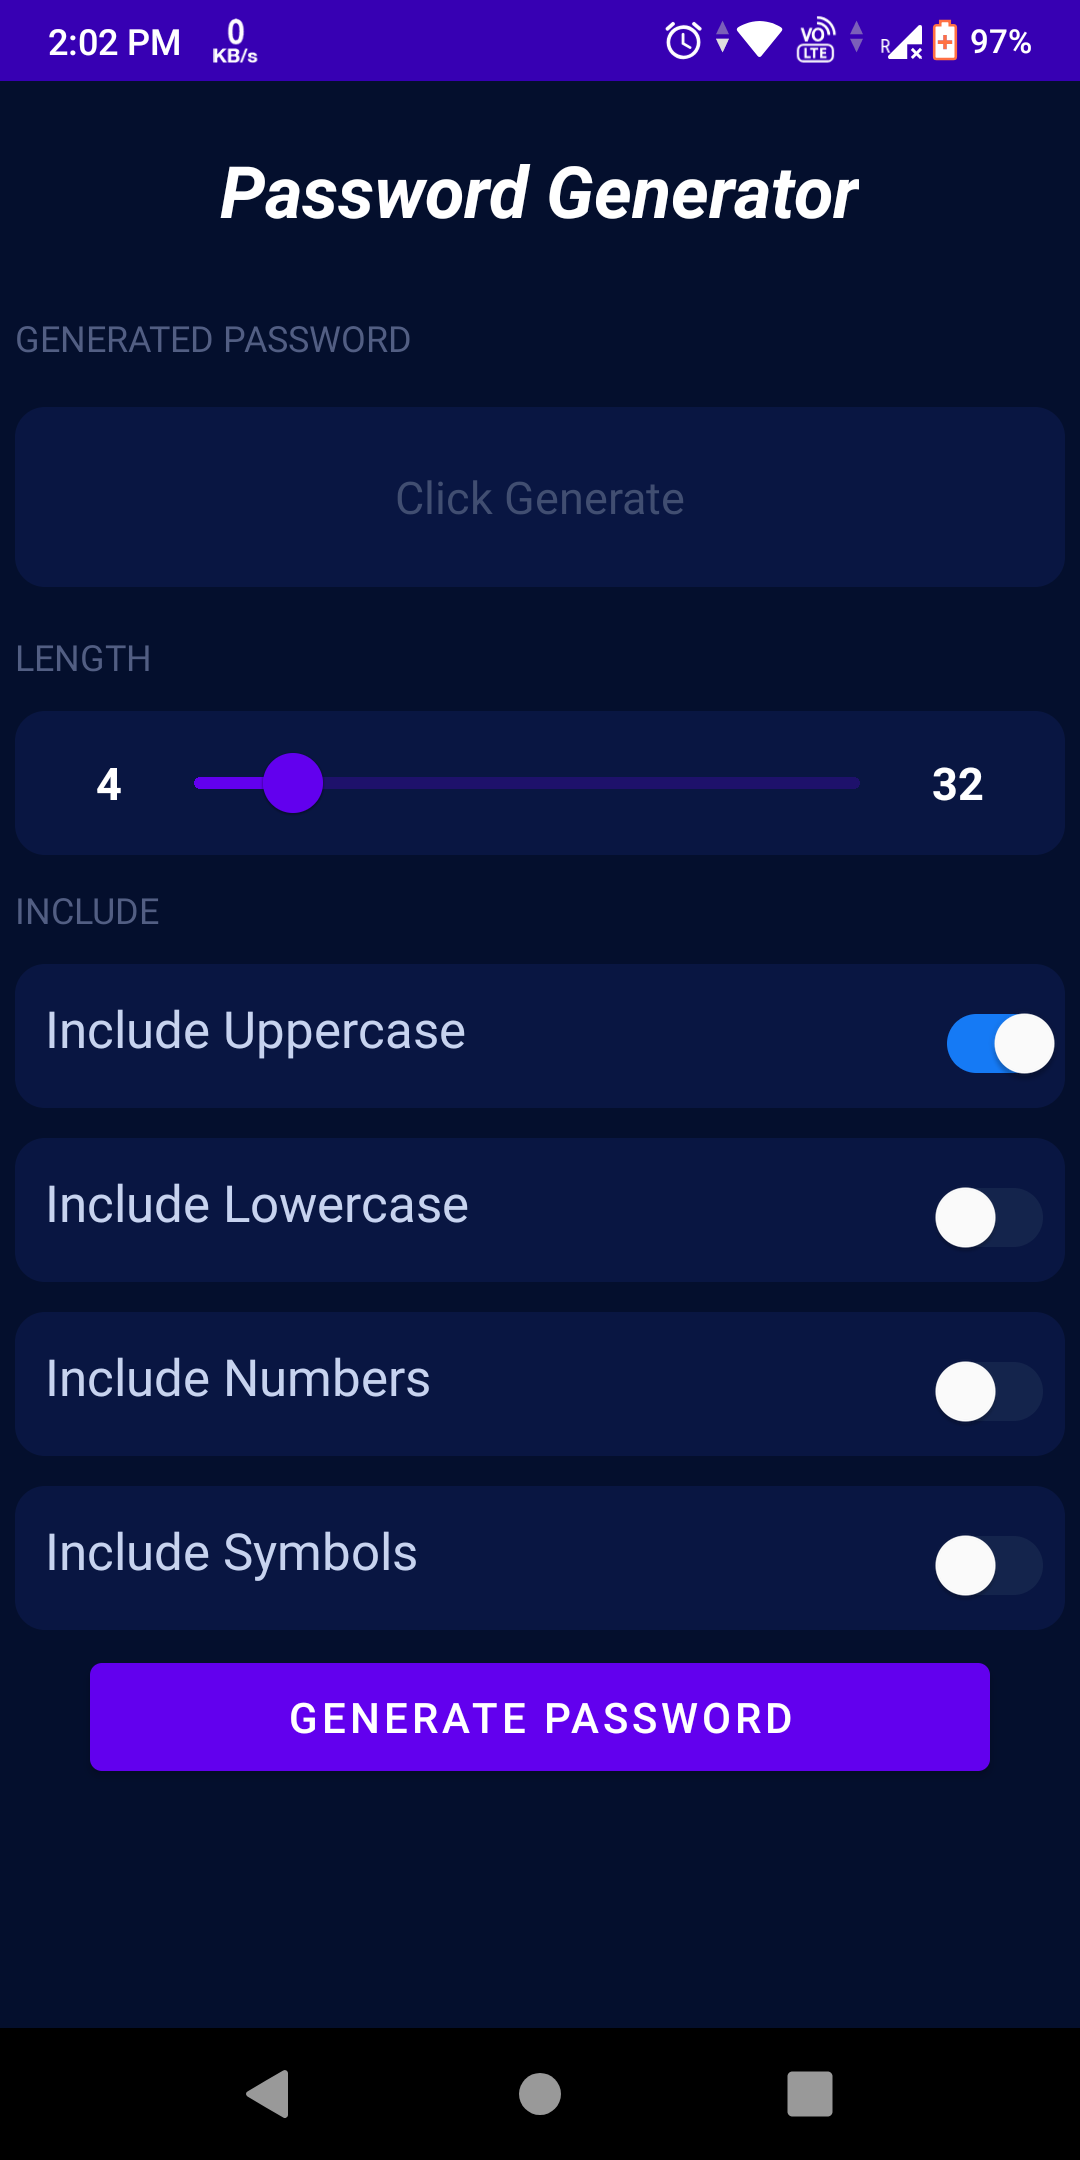 2:02 PM 0 KB/s VO LTE R 97%
Password Generator
GENERATED PASSWORD
Click Generate
LENGTH
4 32
INCLUDE
Include Uppercase
Include Lowercase
Include Numbers
Include Symbols
GENERATE PASSWORD